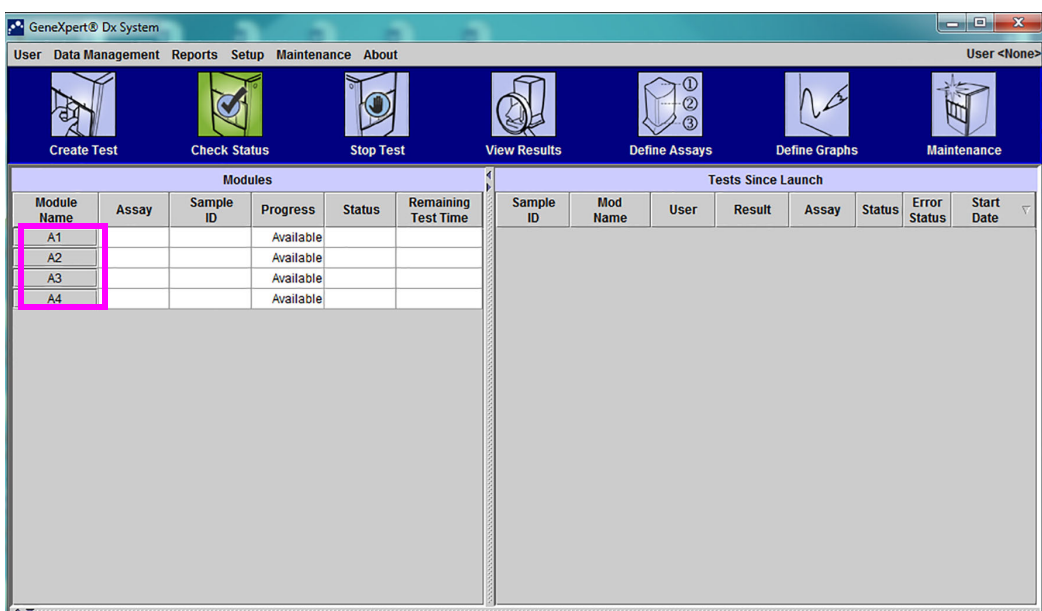 GeneXpert® Dx System
User Data Management Reports Setup Maintenance About User <None>
Create Test Check Status Stop Test View Results Define Assays Define Graphs Maintenance
Modules Tests Since Launch
Module Name Assay Sample ID Progress Status Remaining Test Time Sample ID Mod Name User Result Assay Status Error Status Start Date
A1 Available
A2 Available
A3 Available
A4 Available